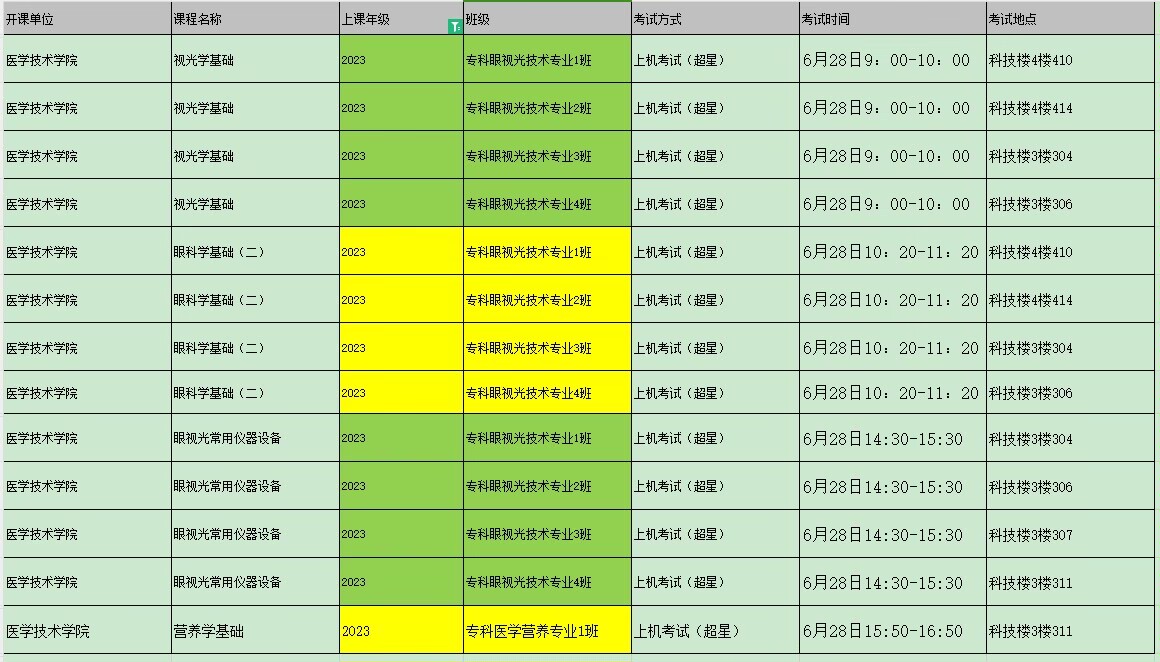 开课单位 课程名称 上课年级 班级 考试方式 考试时间 考试地点
医学技术学院 视光学基础 2023 专科眼视光技术专业1班 上机考试（超星） 6月28日9：00-10：00 科技楼4楼410
医学技术学院 视光学基础 2023 专科眼视光技术专业2班 上机考试（超星） 6月28日9：00-10：00 科技楼4楼414
医学技术学院 视光学基础 2023 专科眼视光技术专业3班 上机考试（超星） 6月28日9：00-10：00 科技楼3楼304
医学技术学院 视光学基础 2023 专科眼视光技术专业4班 上机考试（超星） 6月28日9：00-10：00 科技楼3楼306
医学技术学院 眼科学基础（二） 2023 专科眼视光技术专业1班 上机考试（超星） 6月28日10：20-11：20 科技楼4楼410
医学技术学院 眼科学基础（二） 2023 专科眼视光技术专业2班 上机考试（超星） 6月28日10：20-11：20 科技楼4楼414
医学技术学院 眼科学基础（二） 2023 专科眼视光技术专业3班 上机考试（超星） 6月28日10：20-11：20 科技楼3楼304
医学技术学院 眼科学基础（二） 2023 专科眼视光技术专业4班 上机考试（超星） 6月28日10：20-11：20 科技楼3楼306
医学技术学院 眼视光常用仪器设备 2023 专科眼视光技术专业1班 上机考试（超星） 6月28日14:30-15:30 科技楼3楼304
医学技术学院 眼视光常用仪器设备 2023 专科眼视光技术专业2班 上机考试（超星） 6月28日14:30-15:30 科技楼3楼306
医学技术学院 眼视光常用仪器设备 2023 专科眼视光技术专业3班 上机考试（超星） 6月28日14:30-15:30 科技楼3楼307
医学技术学院 眼视光常用仪器设备 2023 专科眼视光技术专业4班 上机考试（超星） 6月28日14:30-15:30 科技楼3楼311
医学技术学院 营养学基础 2023 专科医学营养专业1班 上机考试（超星） 6月28日15:50-16:50 科技楼3楼311